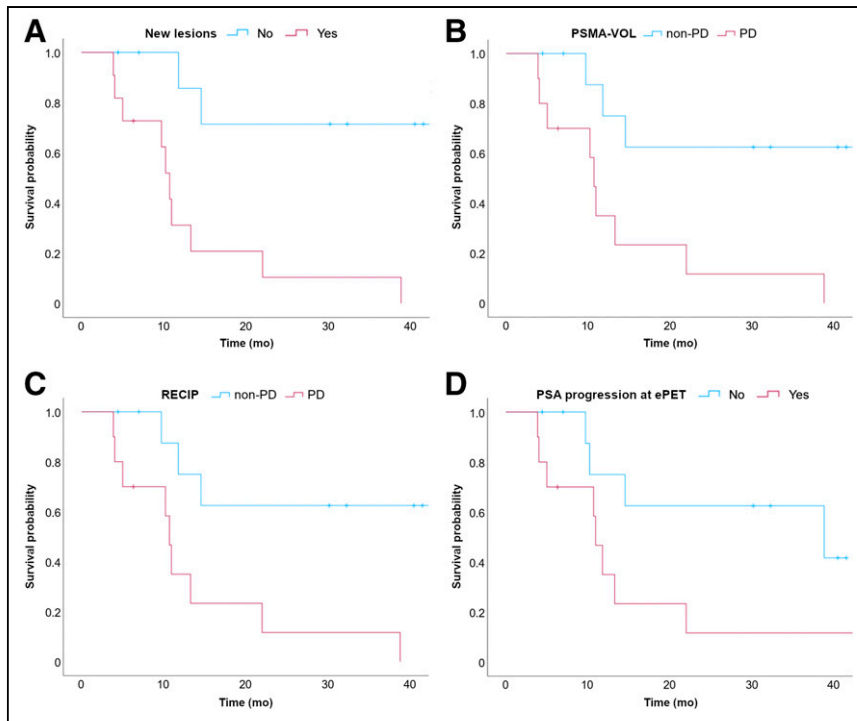 A
New lesions No Yes
1.0
0.8
0.6
0.4
0.2
0
Survival probability
0 10 20 30 40
Time (mo)
B
PSMA-VOL non-PD PD
1.0
0.8
0.6
0.4
0.2
0
Survival probability
0 10 20 30 40
Time (mo)
C
RECIP non-PD PD
1.0
0.8
0.6
0.4
0.2
0
Survival probability
0 10 20 30 40
Time (mo)
D
PSA progression at ePET No Yes
1.0
0.8
0.6
0.4
0.2
0
Survival probability
0 10 20 30 40
Time (mo)